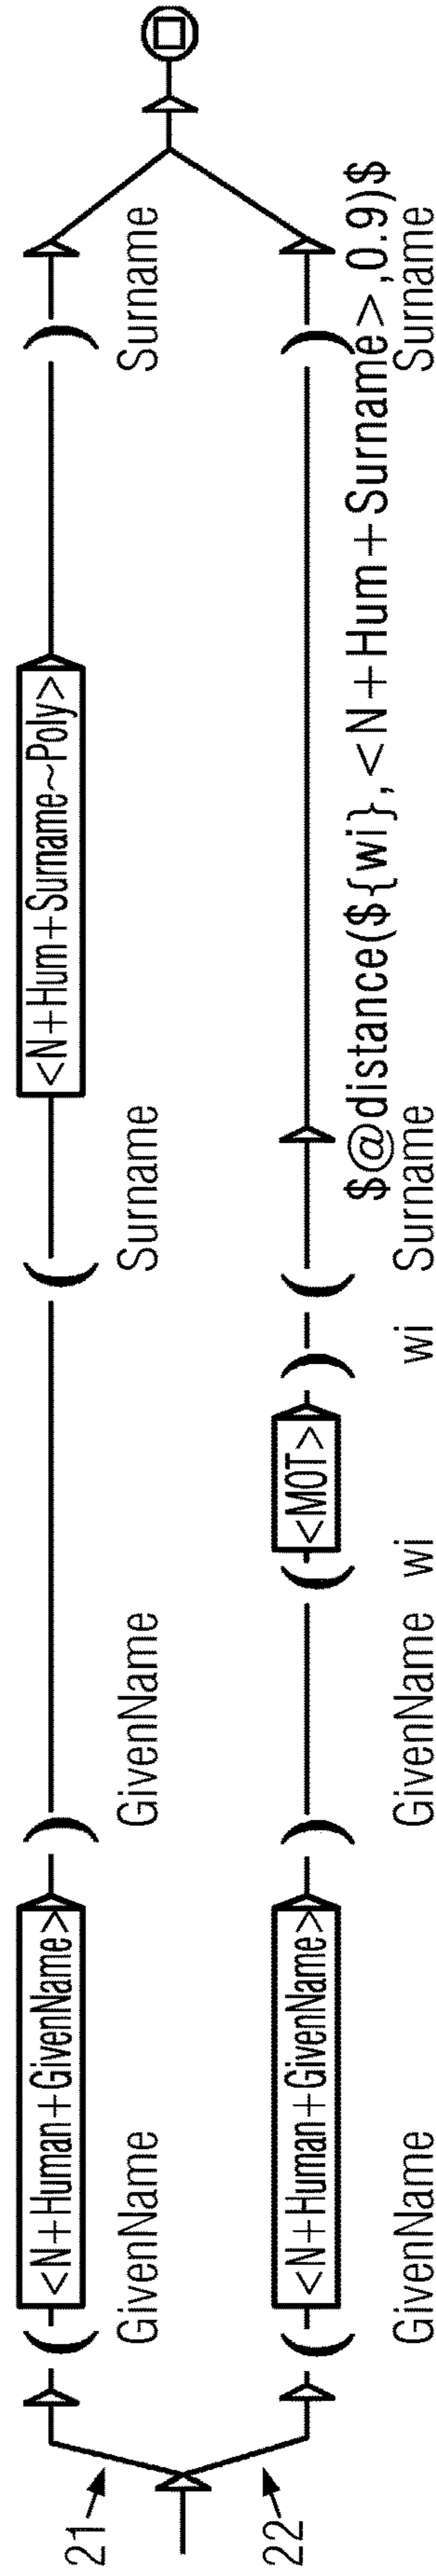 21
<N+Human+GivenName>
<N+Hum+Surname~Poly>
GivenName GivenName Surname Surname
22
<N+Human+GivenName>
<MOT>
$@distance(${wi},<N+Hum+Surname>,0.9)$
GivenName GivenName wi wi Surname Surname